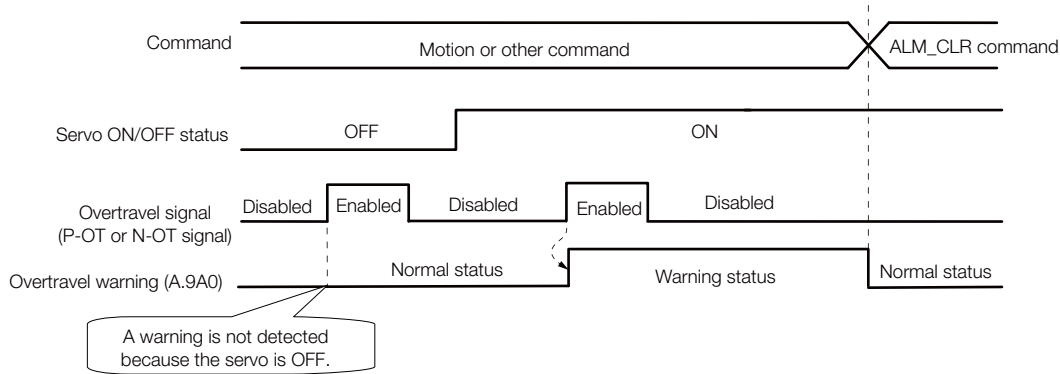 Command
Motion or other command
ALM_CLR command
Servo ON/OFF status
OFF
ON
Overtravel signal
(P-OT or N-OT signal)
Disabled
Enabled
Disabled
Enabled
Disabled
Overtravel warning (A.9A0)
Normal status
Warning status
Normal status
A warning is not detected
because the servo is OFF.